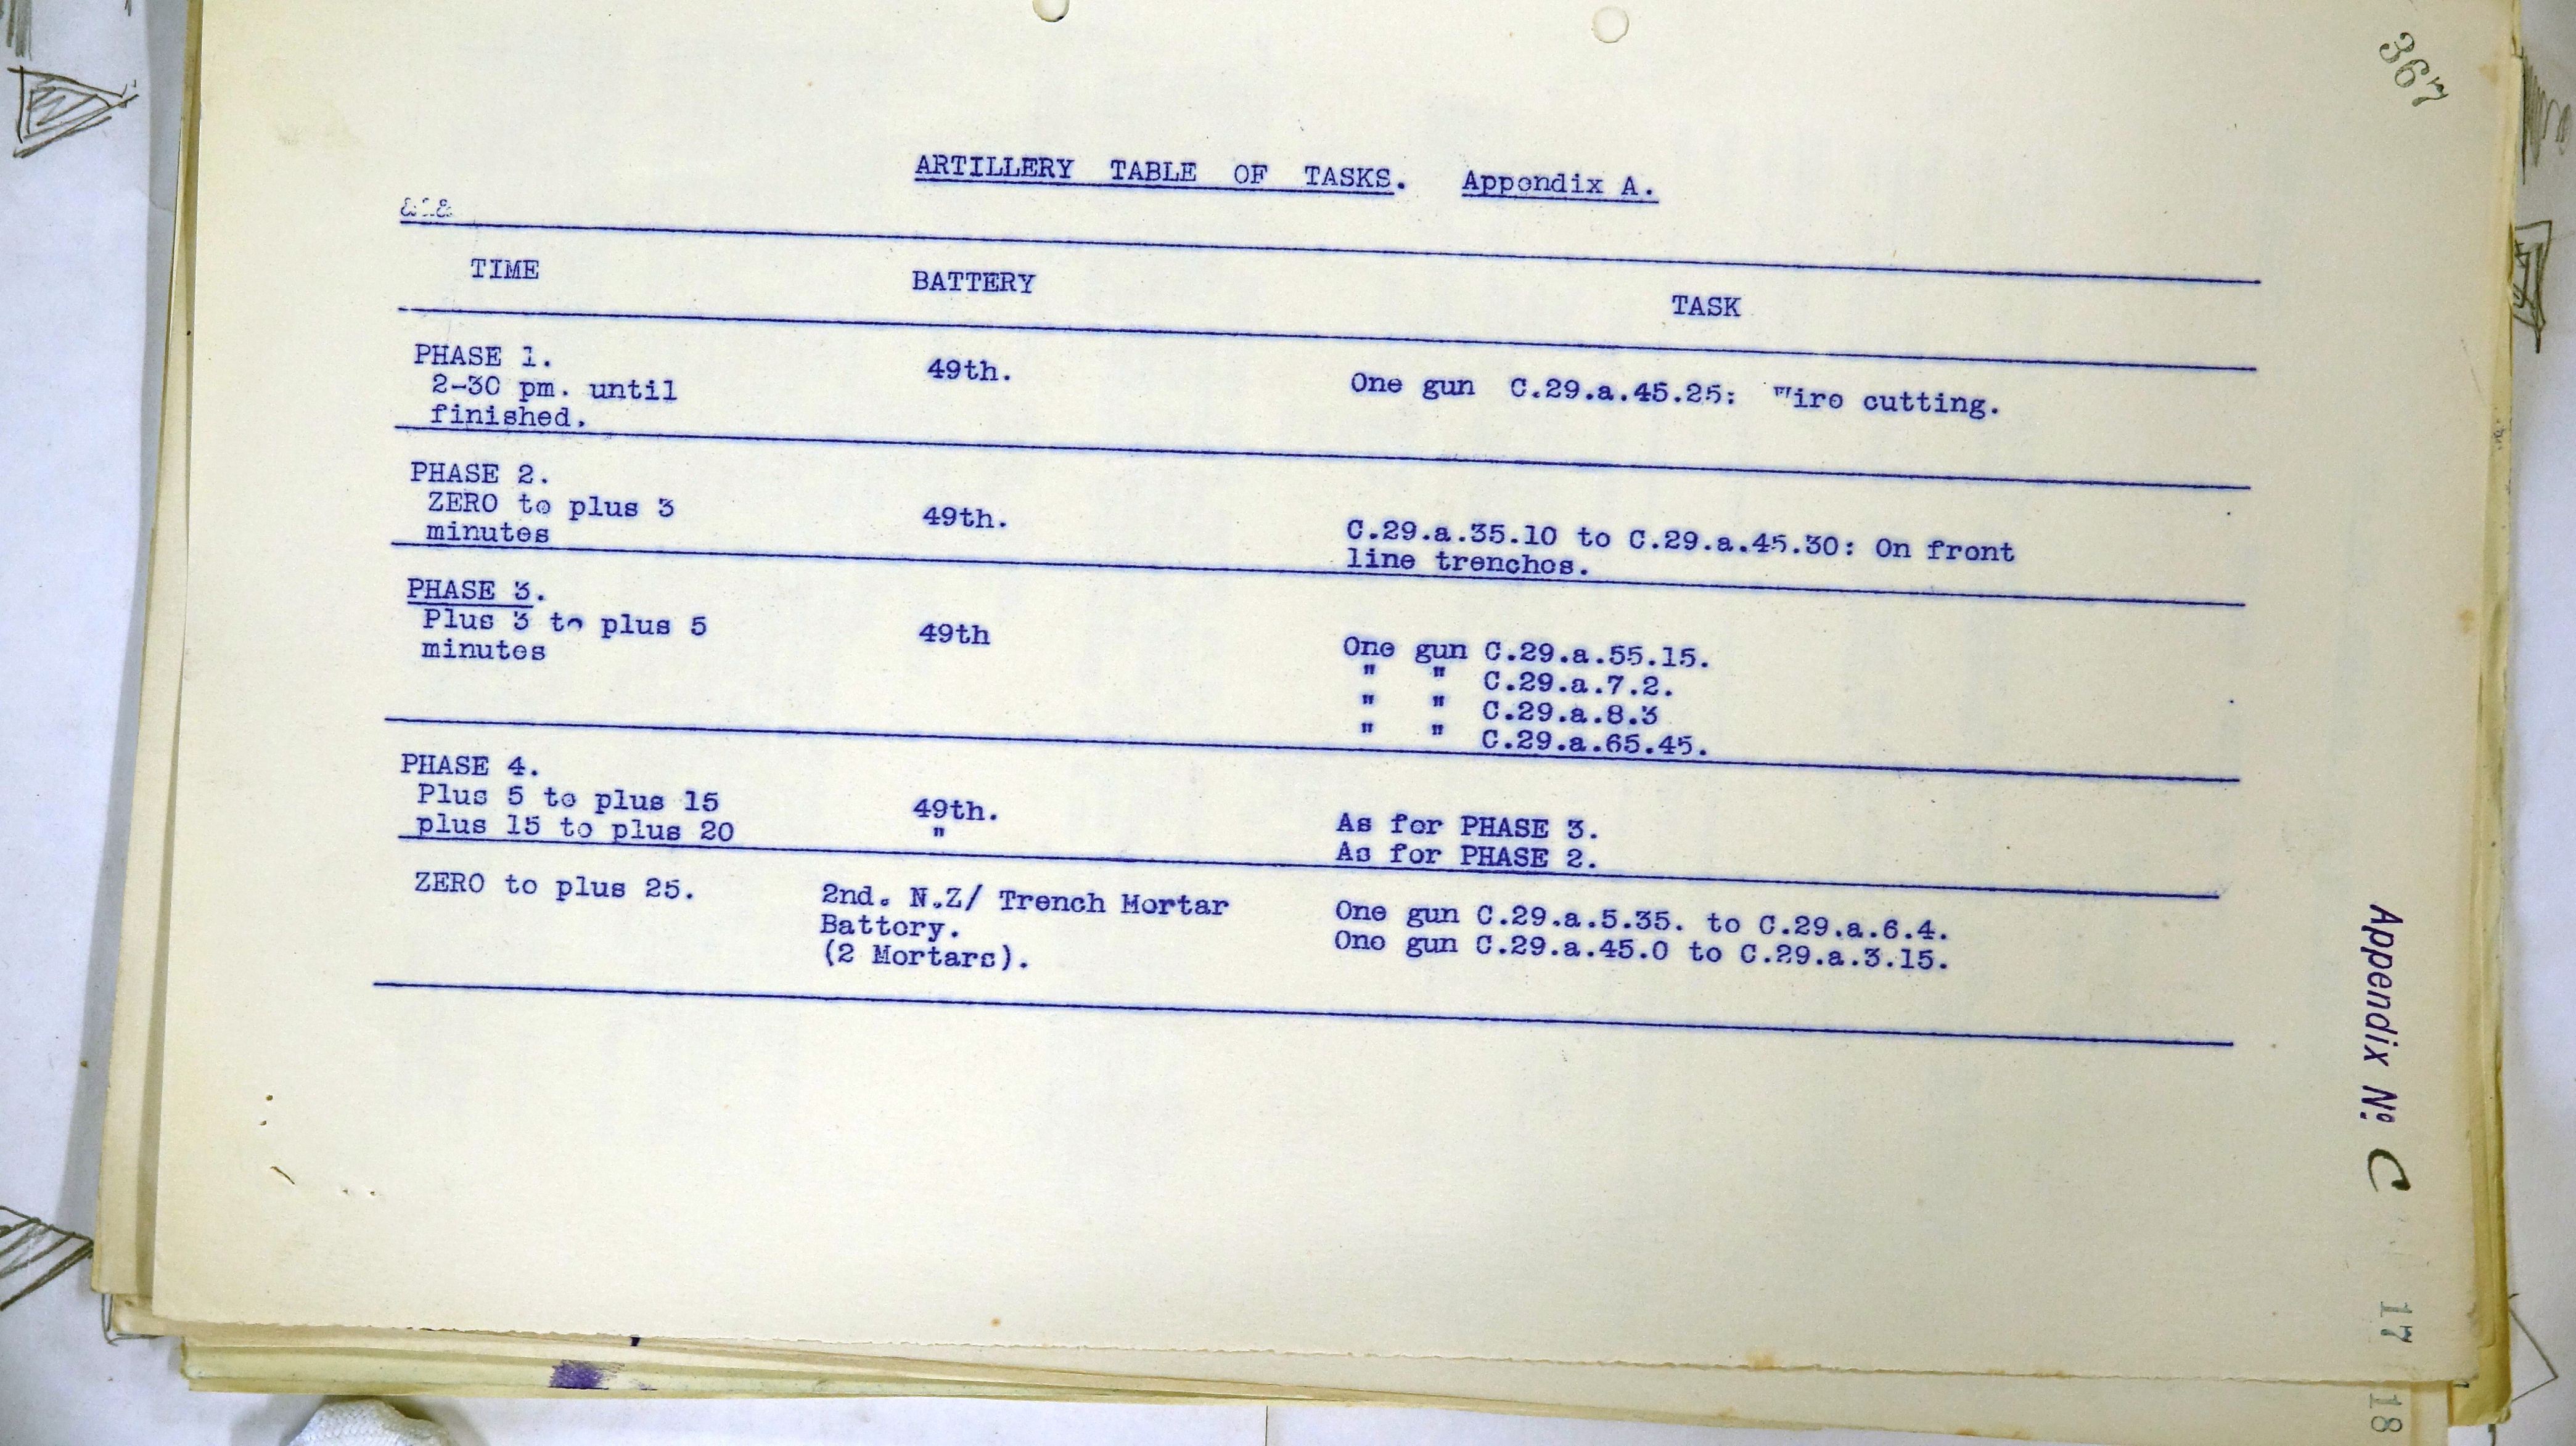 367
ARTILLERY TABLE OF TASKS. Appendix A.
TIME BATTERY TASK
PHASE 1.
2-30 pm. until
finished.
49th.
One gun C.29.a.45.25: Wire cutting.
PHASE 2.
ZERO to plus 3
minutes
49th.
C.29.a.35.10 to C.29.a.45.30: On front
line trenches.
PHASE 3.
Plus 3 to plus 5
minutes
49th
One gun C.29.a.55.15.
" " C.29.a.7.2.
" " C.29.a.8.3
" " C.29.a.65.45.
PHASE 4.
Plus 5 to plus 15
plus 15 to plus 20
49th.
"
As for PHASE 3.
As for PHASE 2.
ZERO to plus 25.
2nd. N.Z/ Trench Mortar
Battery.
(2 Mortars).
One gun C.29.a.5.35. to C.29.a.6.4.
One gun C.29.a.45.0 to C.29.a.3.15.
Appendix No. C
17
18